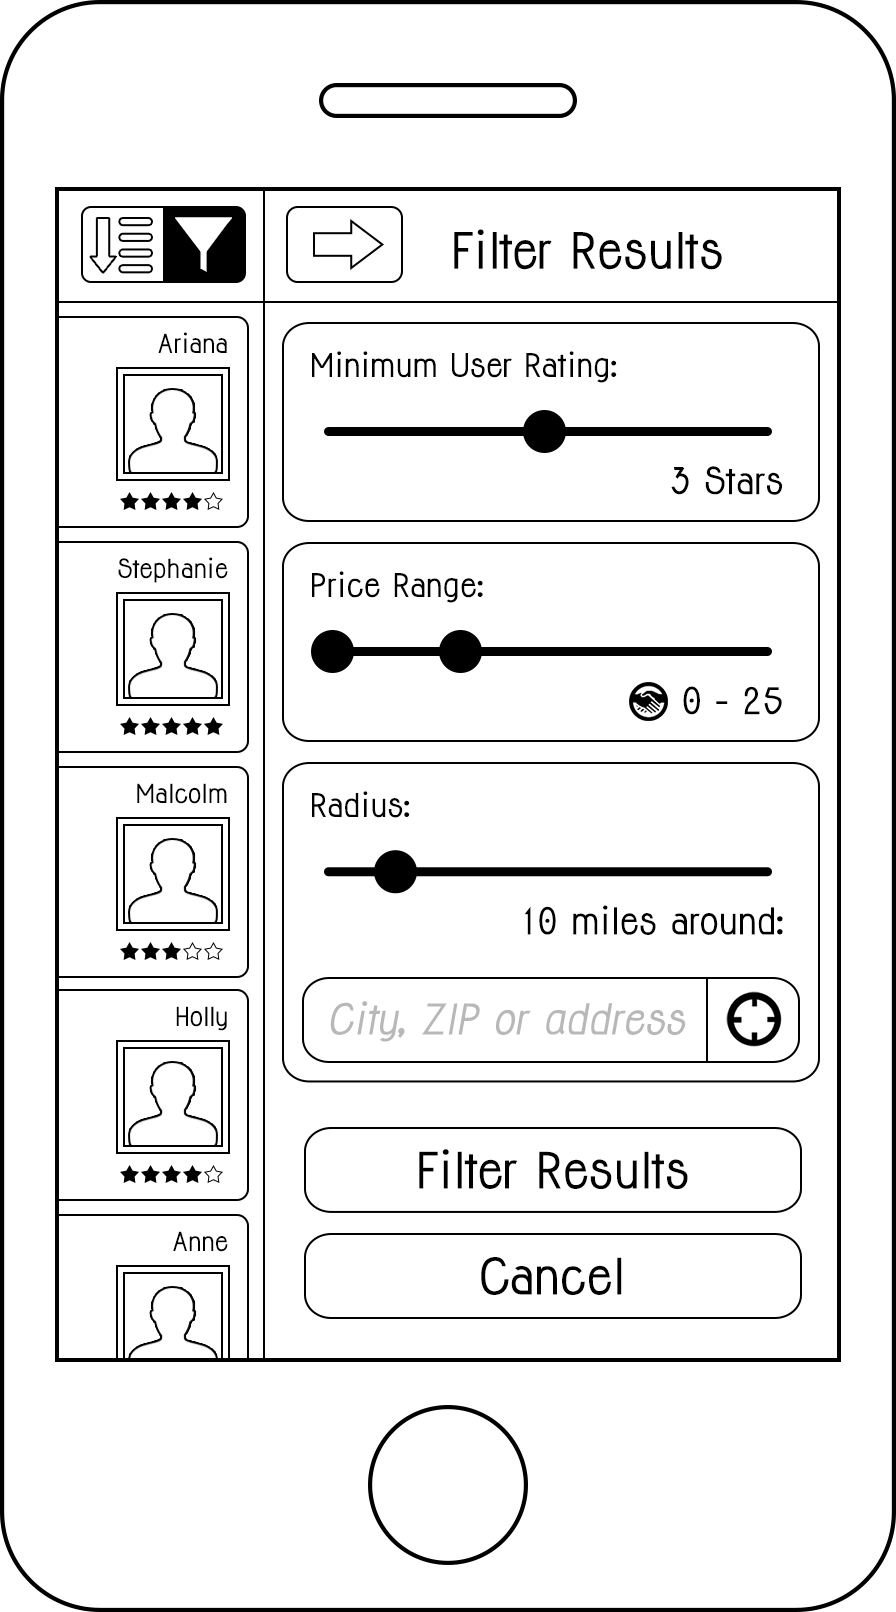 Filter Results
Ariana
Stephanie
Malcolm
Holly
Anne
Minimum User Rating:
3 Stars
Price Range:
0 - 25
Radius:
10 miles around:
City, ZIP or address
Filter Results
Cancel